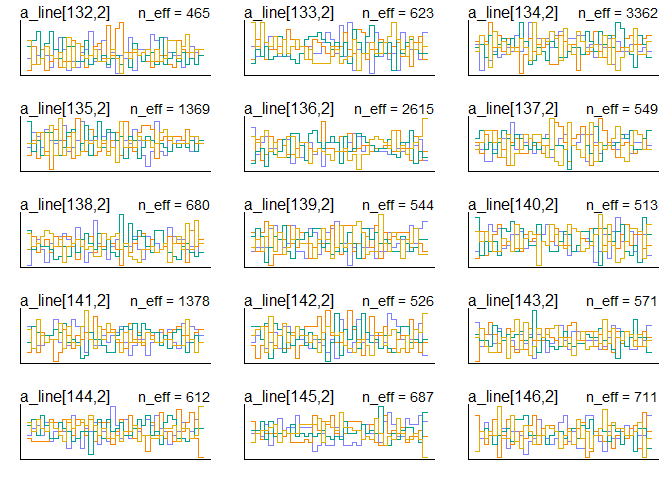 a_line[132,2] n_eff = 465 a_line[133,2] n_eff = 623 a_line[134,2] n_eff = 3362
a_line[135,2] n_eff = 1369 a_line[136,2] n_eff = 2615 a_line[137,2] n_eff = 549
a_line[138,2] n_eff = 680 a_line[139,2] n_eff = 544 a_line[140,2] n_eff = 513
a_line[141,2] n_eff = 1378 a_line[142,2] n_eff = 526 a_line[143,2] n_eff = 571
a_line[144,2] n_eff = 612 a_line[145,2] n_eff = 687 a_line[146,2] n_eff = 711